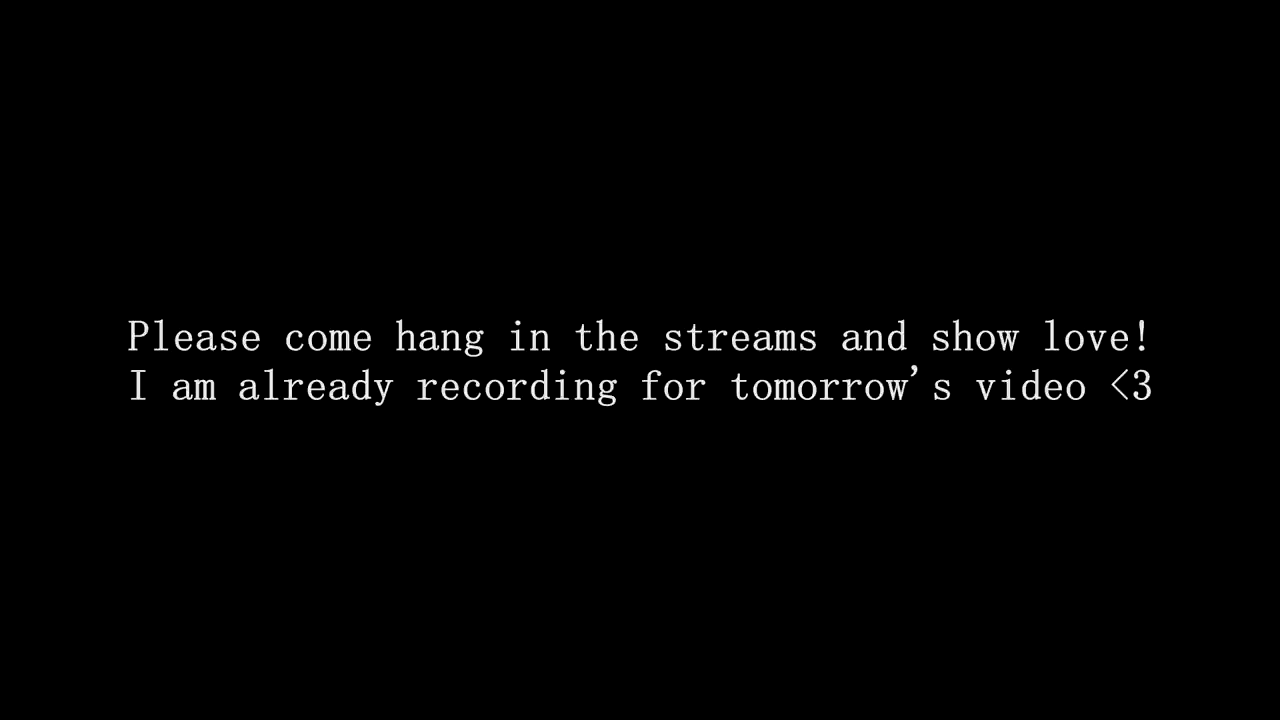 Please come hang in the streams and show love!
I am already recording for tomorrow's video <3